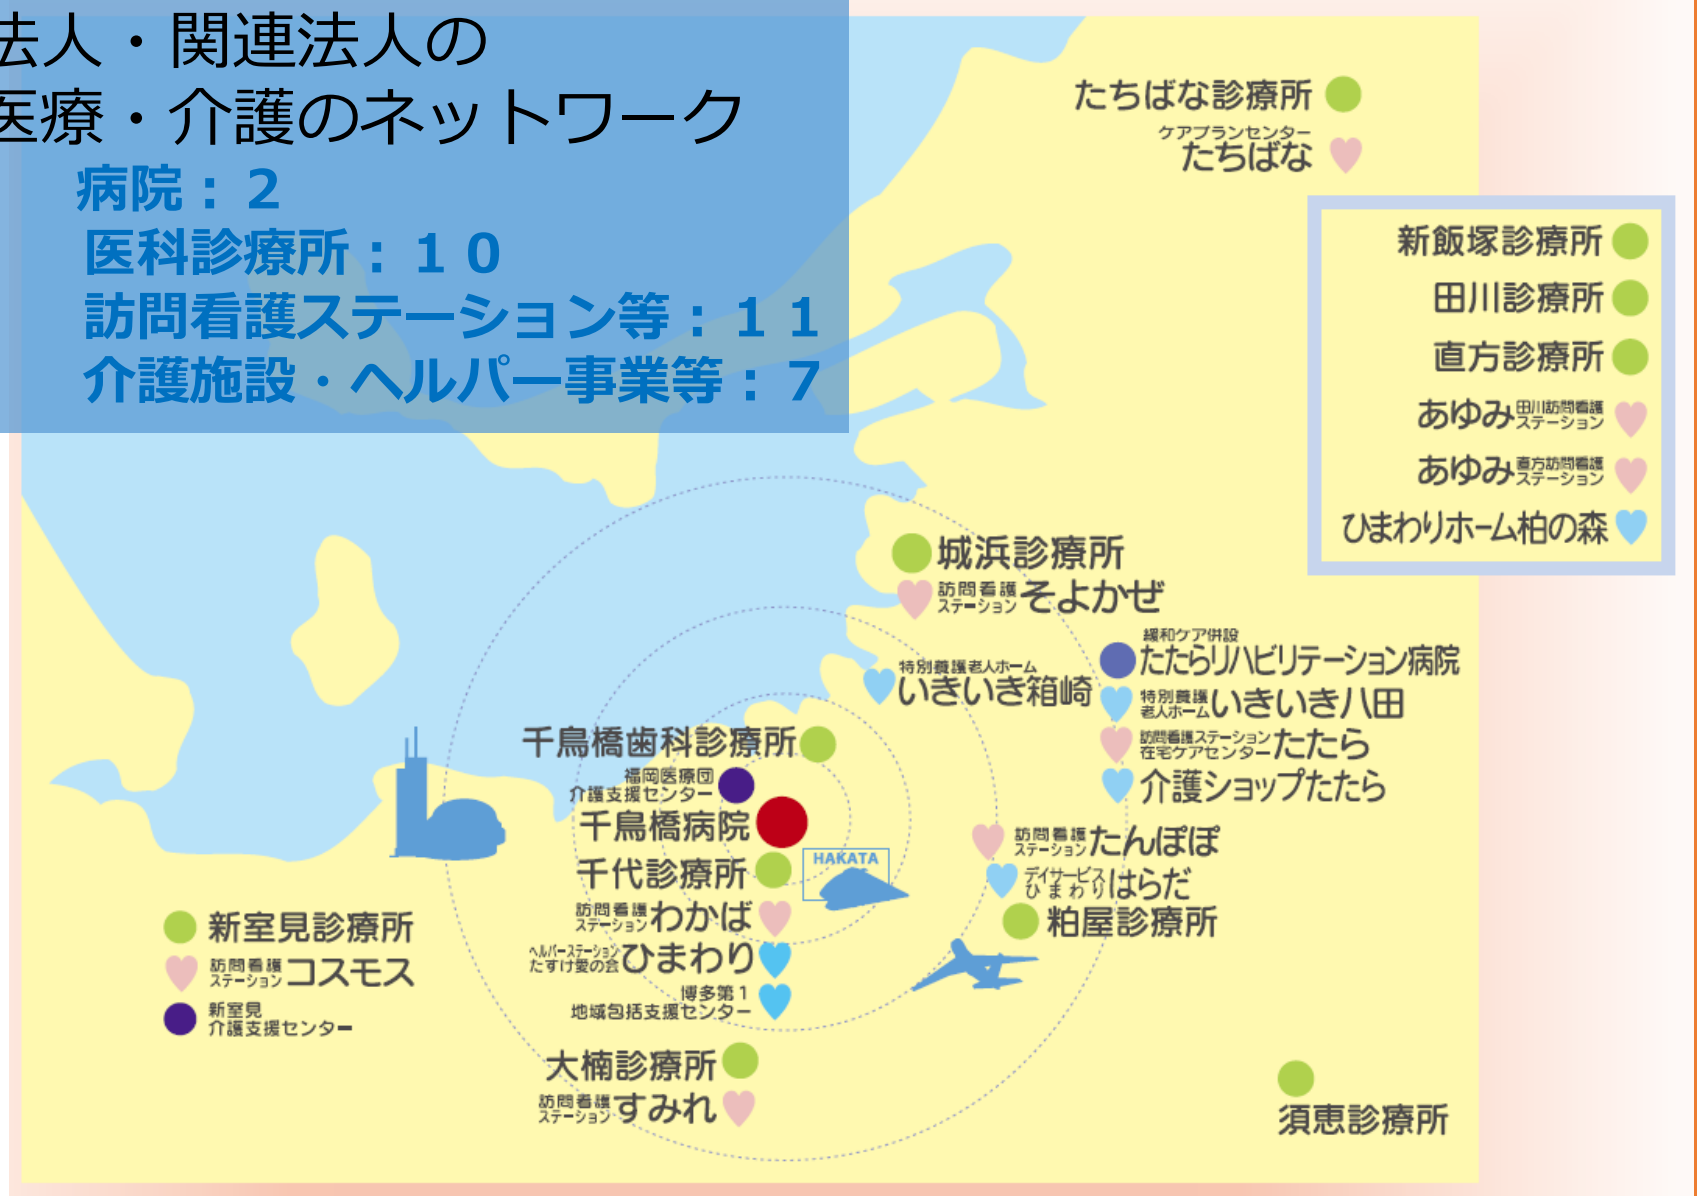 法人・関連法人の
医療・介護のネットワーク
病院：２
医科診療所：１０
訪問看護ステーション等：１１
介護施設・ヘルパー事業等：７
たちばな診療所
ケアプランセンター
たちばな
新飯塚診療所
田川診療所
直方診療所
あゆみ田川訪問看護
ステーション
あゆみ直方訪問看護
ステーション
ひまわりホーム柏の森
城浜診療所
訪問看護
ステーションそよかぜ
緩和ケア併設
たたらリハビリテーション病院
特別養護老人ホーム
いきいき箱崎
特別養護
老人ホームいきいき八田
訪問看護ステーション
在宅ケアセンターたたら
介護ショップたたら
千鳥橋歯科診療所
福岡医療団
介護支援センター
千鳥橋病院
HAKATA
千代診療所
訪問看護
ステーションわかば
ヘルパーステーション
たすけ愛の会ひまわり
博多第1
地域包括支援センター
訪問看護
ステーションたんぽぽ
デイサービス
ひまわりはらだ
粕屋診療所
新室見診療所
訪問看護
ステーションコスモス
新室見
介護支援センター
大楠診療所
訪問看護
ステーションすみれ
須恵診療所